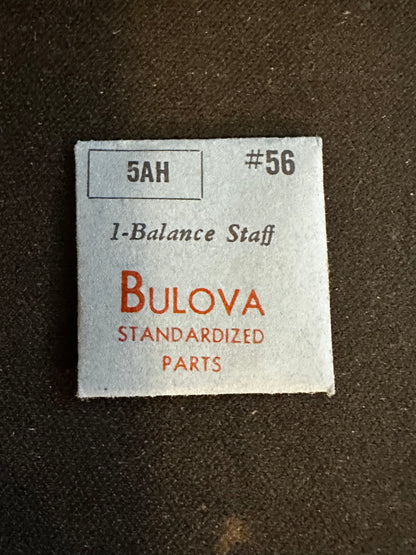 5AH #56
1-Balance Staff
BULOVA
STANDARDIZED
PARTS